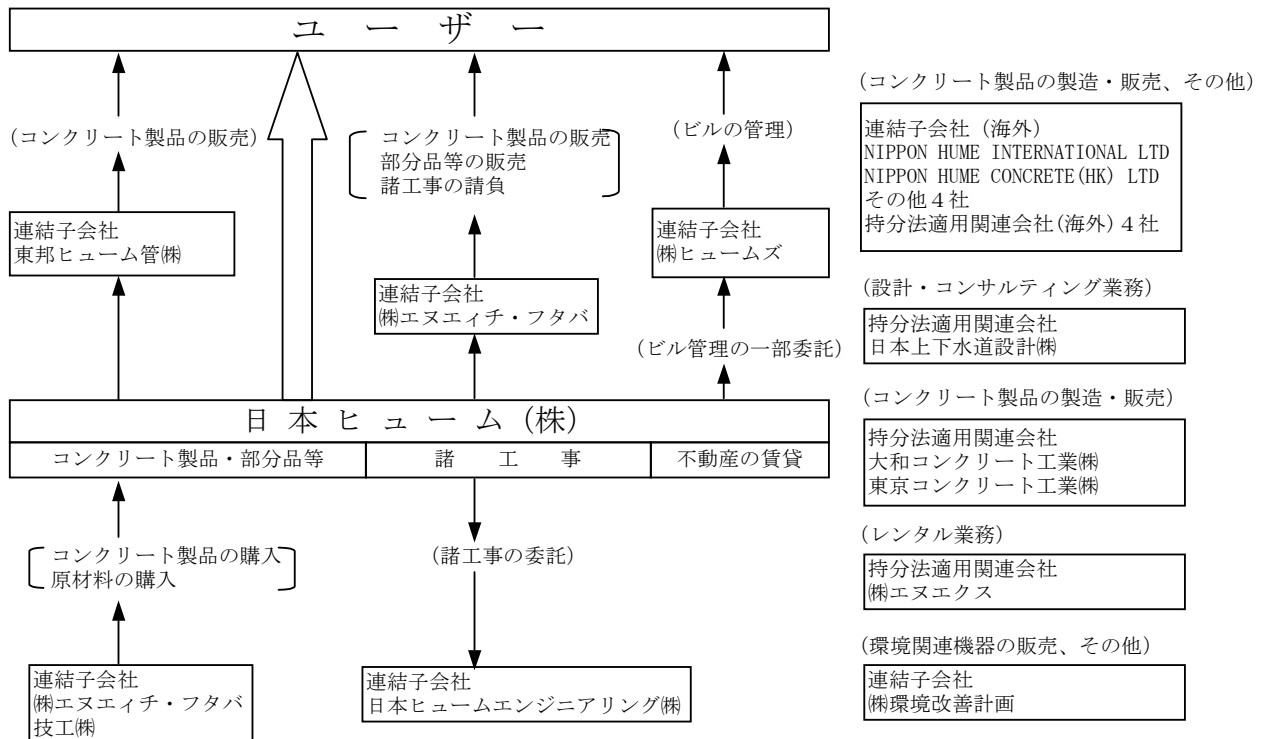 ユーザー
(コンクリート製品の販売)
連結子会社
東邦ヒューム管㈱
コンクリート製品の販売
部分品等の販売
諸工事の請負
連結子会社
㈱エヌエィチ・フタバ
(ビルの管理)
連結子会社
㈱ヒュームズ
(ビル管理の一部委託)
日本ヒューム(株)
コンクリート製品・部分品等
諸工事
不動産の賃貸
コンクリート製品の購入
原材料の購入
連結子会社
㈱エヌエィチ・フタバ
技工㈱
(諸工事の委託)
連結子会社
日本ヒュームエンジニアリング㈱
(コンクリート製品の製造・販売、その他)
連結子会社(海外)
NIPPON HUME INTERNATIONAL LTD
NIPPON HUME CONCRETE(HK) LTD
その他4社
持分法適用関連会社(海外)4社
(設計・コンサルティング業務)
持分法適用関連会社
日本上下水道設計㈱
(コンクリート製品の製造・販売)
持分法適用関連会社
大和コンクリート工業㈱
東京コンクリート工業㈱
(レンタル業務)
持分法適用関連会社
㈱エヌエクス
(環境関連機器の販売、その他)
連結子会社
㈱環境改善計画